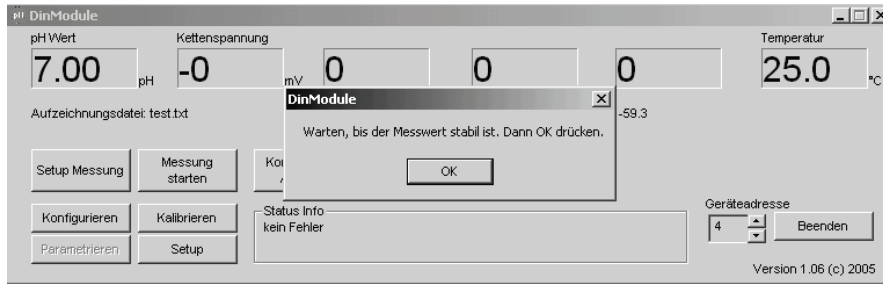 pH DinModule
pH Wert Kettenspannung Temperatur
7.00 pH -0 mV 0 0 0 25.0 °C
DinModule
Aufzeichnungsdatei: test.txt -59.3
Warten, bis der Messwert stabil ist. Dann OK drücken.
OK
Setup Messung
Messung
starten
Konfigurieren
Kalibrieren
Parametrieren
Setup
Status Info
kein Fehler
Geräteadresse
4
Beenden
Version 1.06 (c) 2005